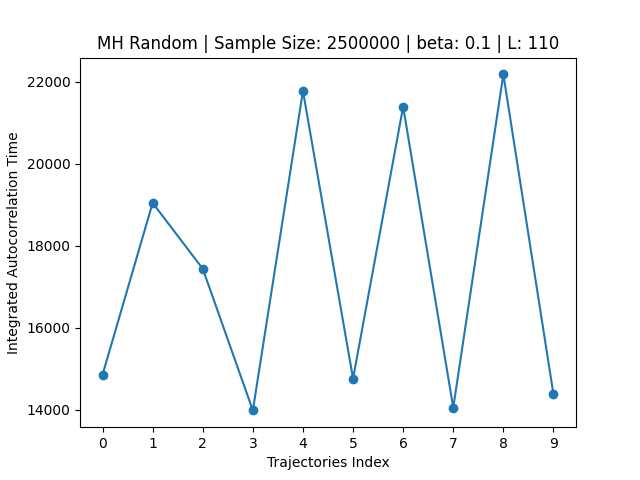 MH Random | Sample Size: 2500000 | beta: 0.1 | L: 110
Integrated Autocorrelation Time
22000
20000
18000
16000
14000
0 1 2 3 4 5 6 7 8 9
Trajectories Index